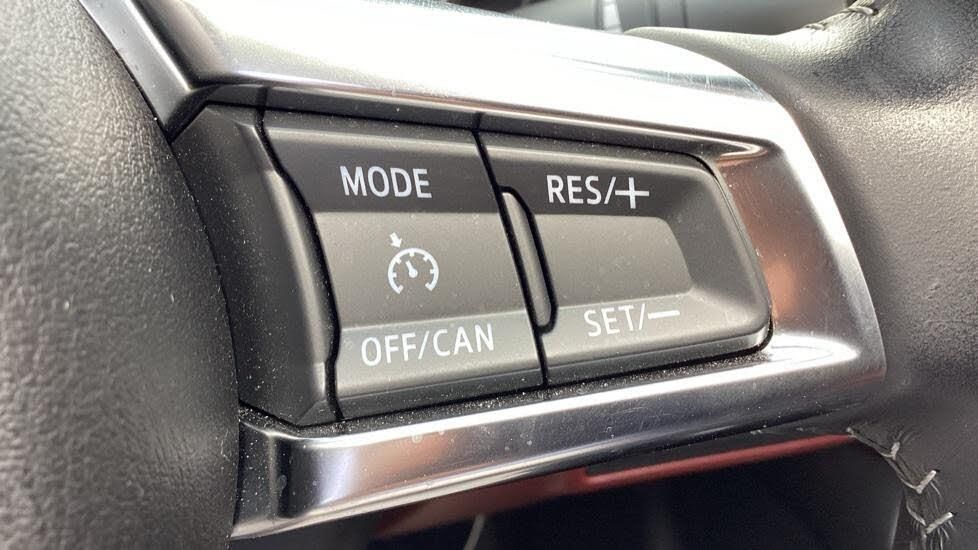 MODE
RES/+
OFF/CAN
SET/—